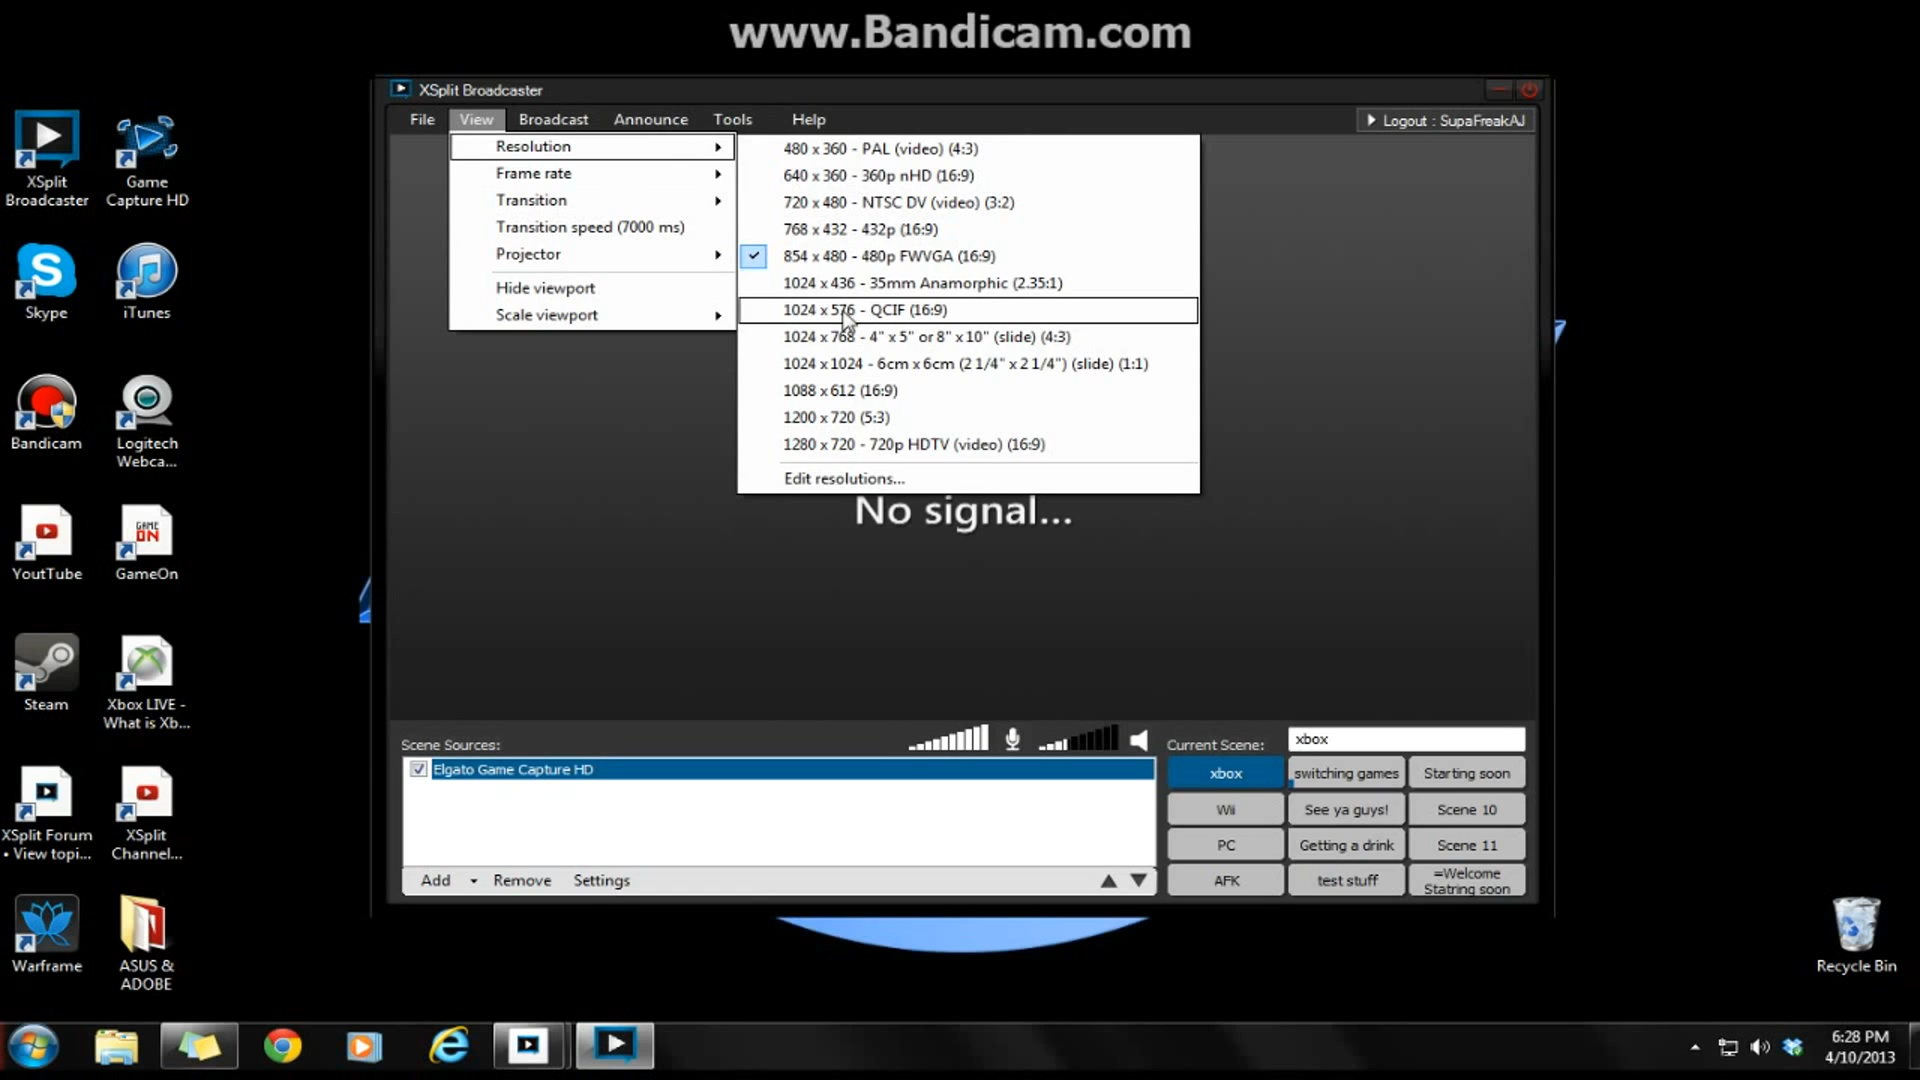 www.Bandicam.com
XSplit Broadcaster
File View Broadcast Announce Tools Help
Logout : SupaFreakAJ
Resolution
Frame rate
Transition
Transition speed (7000 ms)
Projector
Hide viewport
Scale viewport
480 x 360 - PAL (video) (4:3)
640 x 360 - 360p nHD (16:9)
720 x 480 - NTSC DV (video) (3:2)
768 x 432 - 432p (16:9)
854 x 480 - 480p FWVGA (16:9)
1024 x 436 - 35mm Anamorphic (2.35:1)
1024 x 576 - QCIF (16:9)
1024 x 768 - 4" x 5" or 8" x 10" (slide) (4:3)
1024 x 1024 - 6cm x 6cm (2 1/4" x 2 1/4") (slide) (1:1)
1088 x 612 (16:9)
1200 x 720 (5:3)
1280 x 720 - 720p HDTV (video) (16:9)
Edit resolutions...
No signal...
Scene Sources:
Elgato Game Capture HD
Add Remove Settings
Current Scene:
xbox
xbox switching games Starting soon
Wii See ya guys! Scene 10
PC Getting a drink Scene 11
AFK test stuff =Welcome
Statring soon
XSplit
Broadcaster
Game
Capture HD
Skype
iTunes
Bandicam
Logitech
Webca...
YoutTube
GAME
ON
GameOn
Steam
Xbox LIVE -
What is Xb...
XSplit Forum
• View topi...
XSplit
Channel...
Warframe
ASUS &
ADOBE
Recycle Bin
6:28 PM
4/10/2013